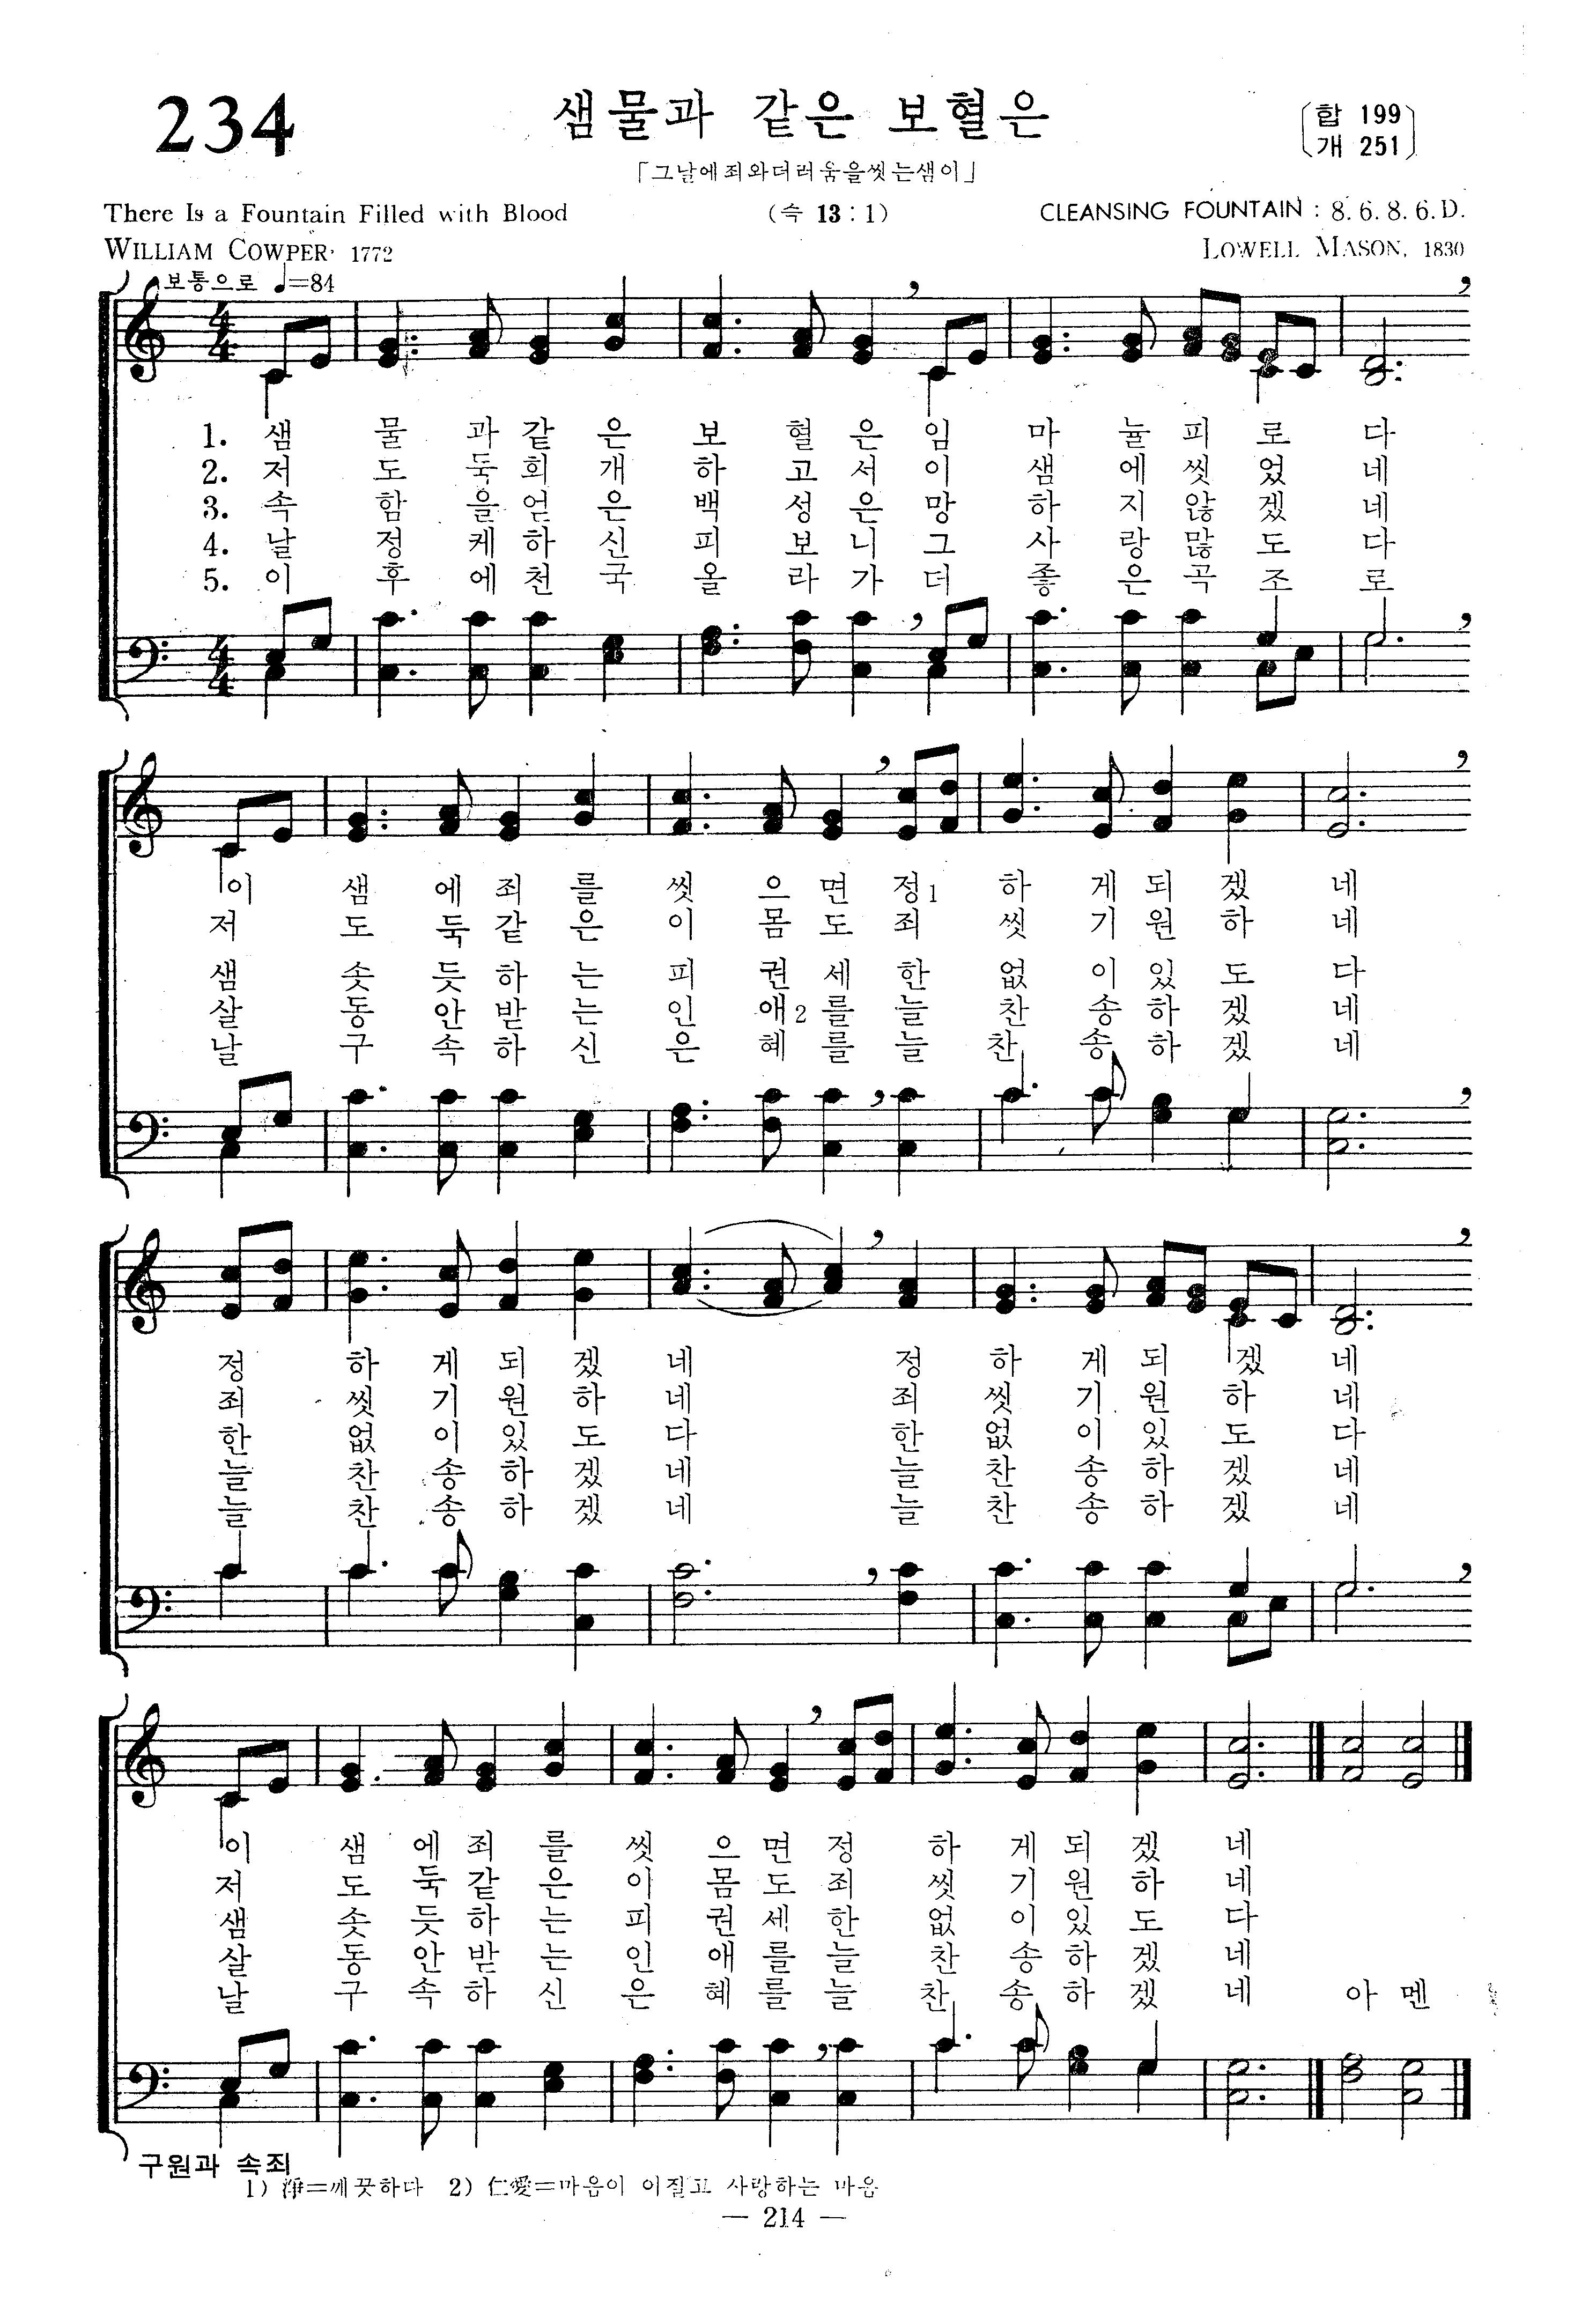 234
샘물과 같은 보혈은
합 199
개 251
「그날에죄와더러움을씻는샘이」
There Is a Fountain Filled with Blood
(슥 13 : 1)
CLEANSING FOUNTAIN : 8. 6. 8. 6. D.
WILLIAM COWPER, 1772
LOWELL MASON, 1830
보통으로 ♩=84
1. 샘 물 과 같 은 보 혈 은 임 마 눌 피 로 다
2. 저 도 둑 회 개 하 고 서 이 샘 에 씻 었 네
3. 속 함 을 얻 은 백 성 은 망 하 지 않 겠 네
4. 날 정 케 하 신 피 보 니 그 사 랑 많 도 다
5. 이 후 에 천 국 올 라 가 더 좋 은 곡 조 로
이 샘 에 죄 를 씻 으 면 정1 하 게 되 겠 네
저 도 둑 같 은 이 몸 도 죄 씻 기 원 하 네
샘 솟 듯 하 는 피 권 세 한 없 이 있 도 다
살 동 안 받 는 인 애2 를 늘 찬 송 하 겠 네
날 구 속 하 신 은 혜 를 늘 찬 송 하 겠 네
정 하 게 되 겠 네 정 하 게 되 겠 네
죄 씻 기 원 하 네 죄 씻 기 원 하 네
한 없 이 있 도 다 한 없 이 있 도 다
늘 찬 송 하 겠 네 늘 찬 송 하 겠 네
늘 찬 송 하 겠 네 늘 찬 송 하 겠 네
이 샘 에 죄 를 씻 으 면 정 하 게 되 겠 네
저 도 둑 같 은 이 몸 도 죄 씻 기 원 하 네
샘 솟 듯 하 는 피 권 세 한 없 이 있 도 다
살 동 안 받 는 인 애 를 늘 찬 송 하 겠 네
날 구 속 하 신 은 혜 를 늘 찬 송 하 겠 네 아 멘
구원과 속죄
1) 淨=깨끗하다 2) 仁愛=마음이 어질고 사랑하는 마음
— 214 —